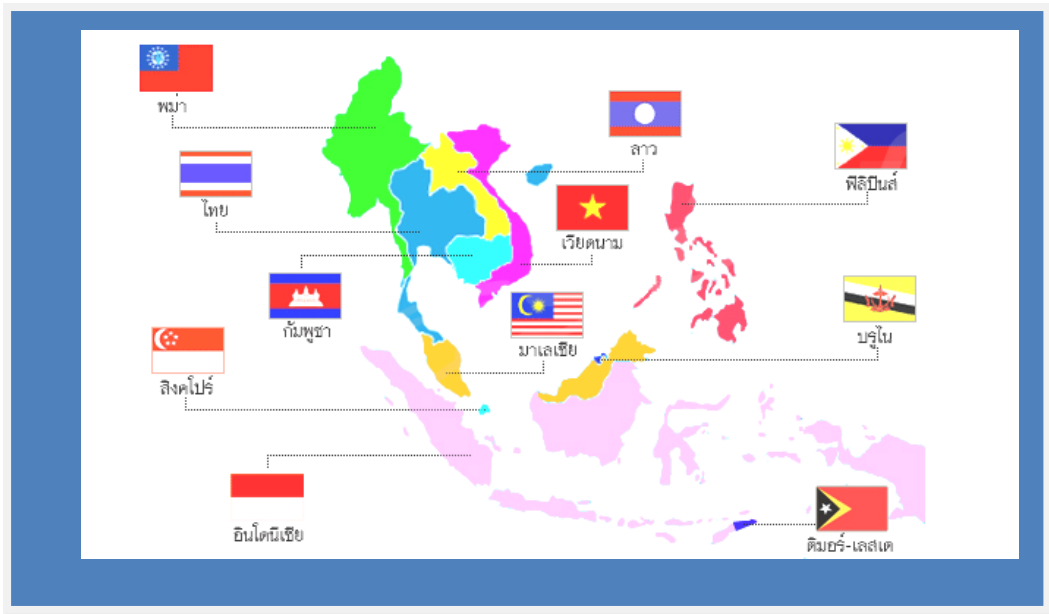 พม่า
ลาว
ฟิลิปินส์
ไทย
เวียดนาม
กัมพูชา
มาเลเซีย
บรูไน
สิงคโปร์
อินโดนีเซีย
ติมอร์-เลสเต